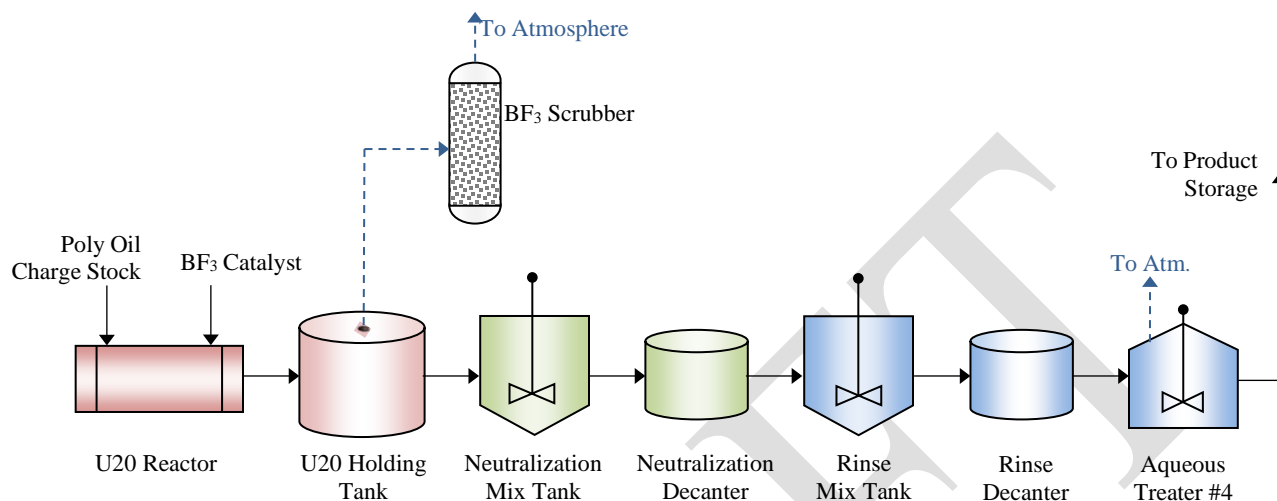 To Atmosphere
BF₃ Scrubber
To Product
Storage
Poly Oil
Charge Stock
BF₃ Catalyst
To Atm.
U20 Reactor
U20 Holding
Tank
Neutralization
Mix Tank
Neutralization
Decanter
Rinse
Mix Tank
Rinse
Decanter
Aqueous
Treater #4